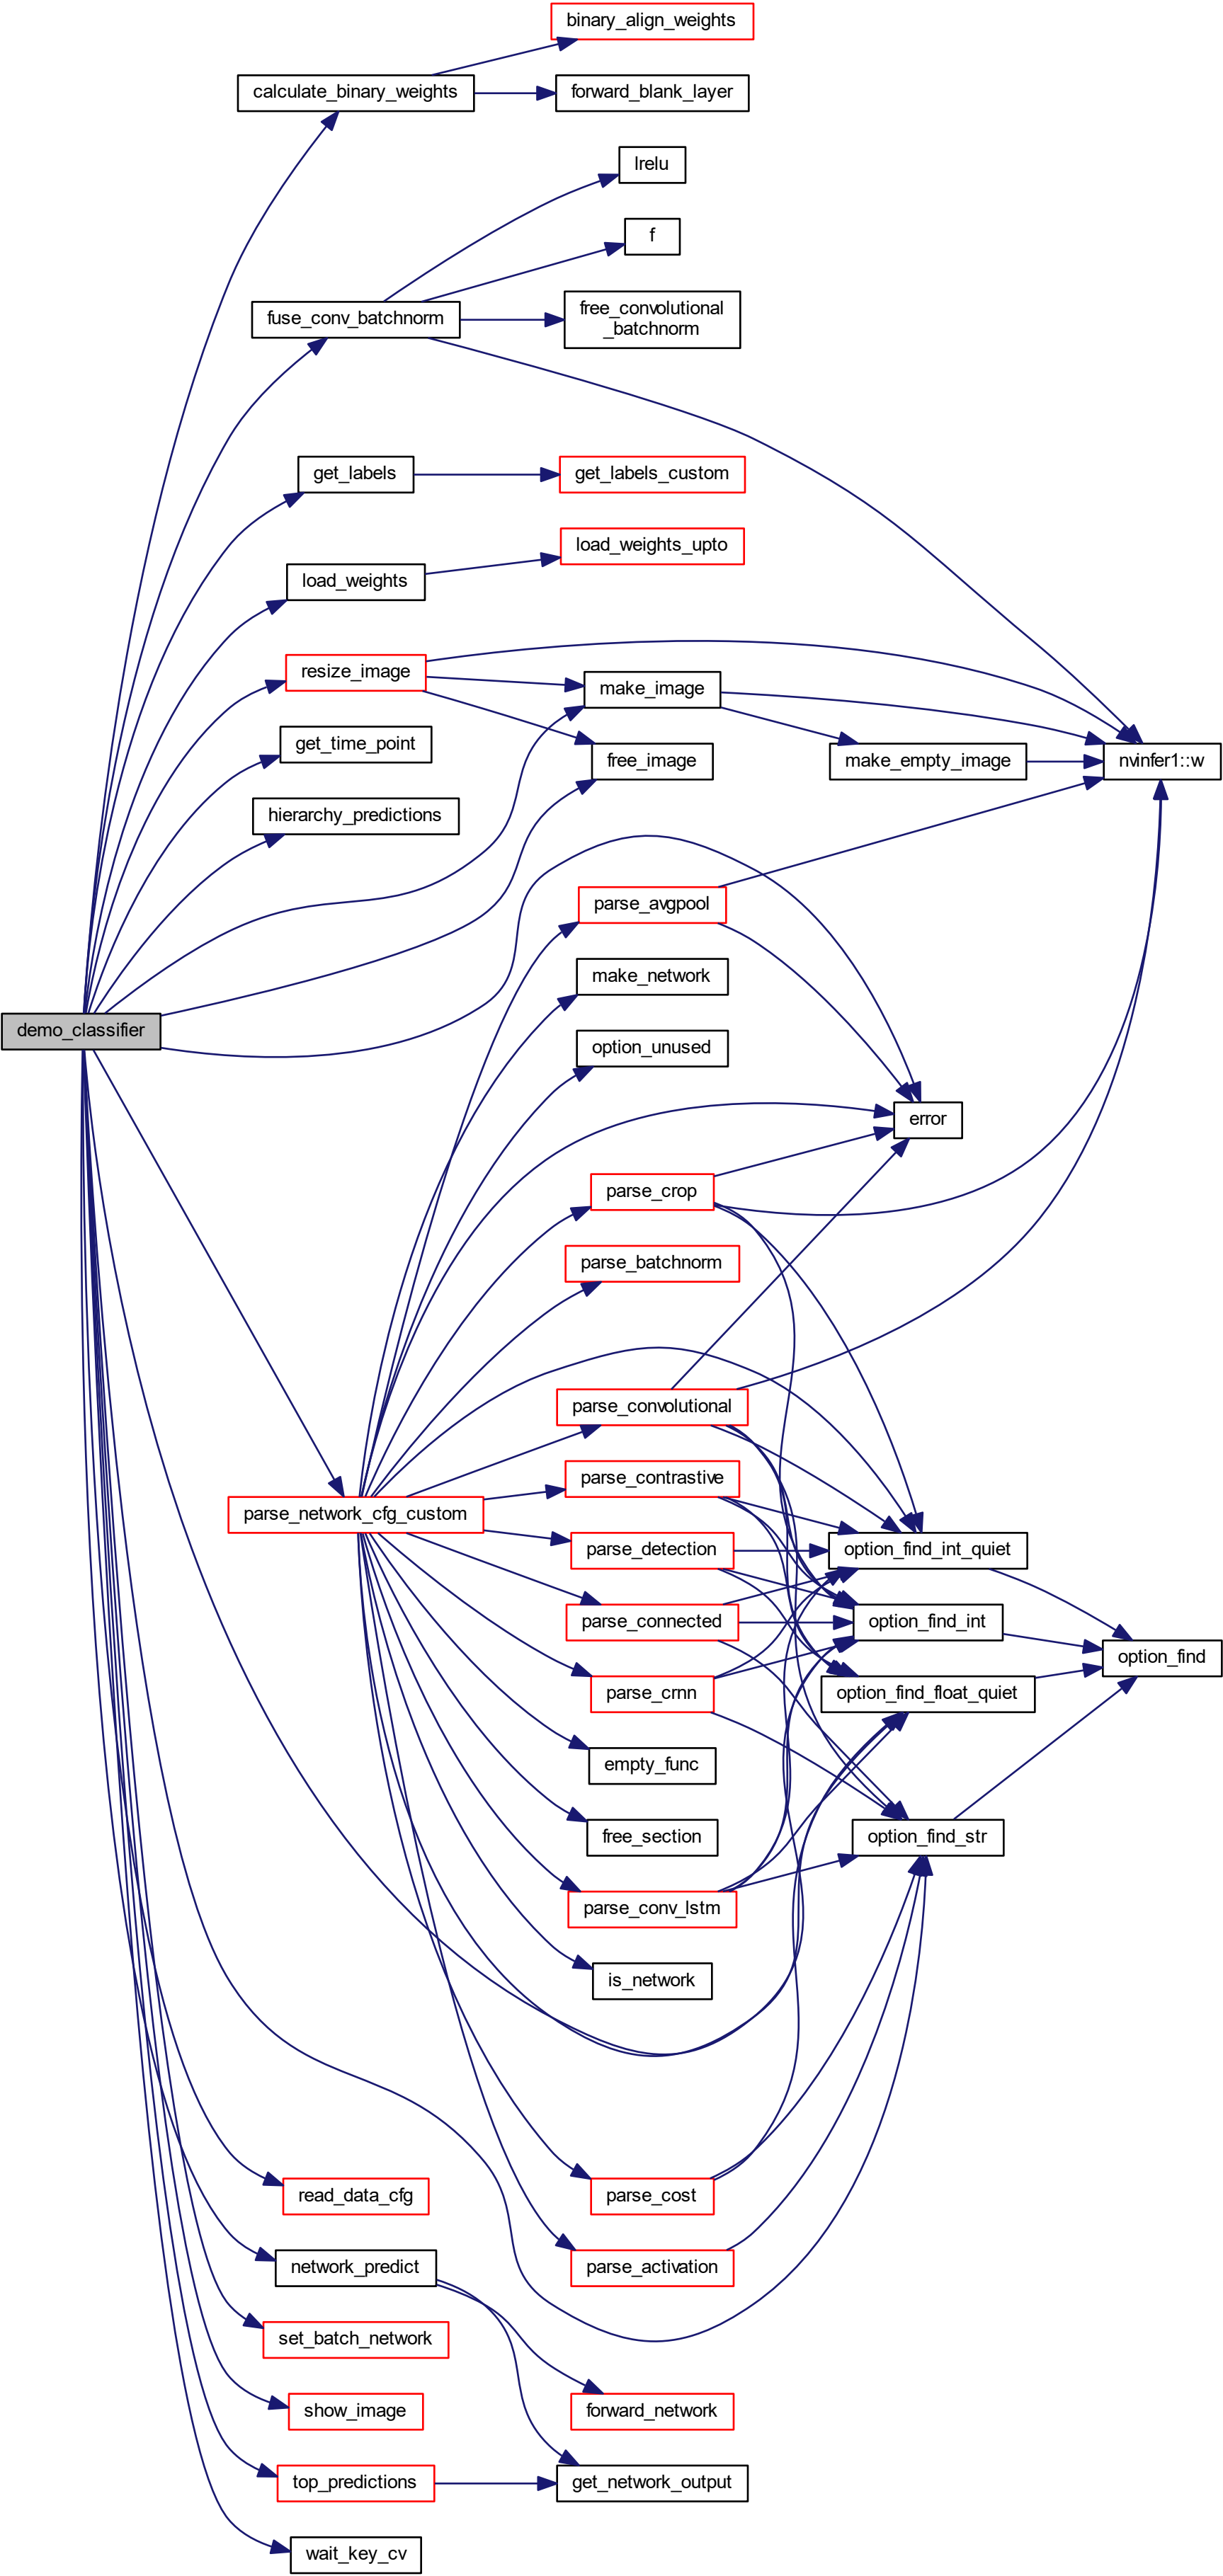 binary_align_weights
calculate_binary_weights
forward_blank_layer
lrelu
f
fuse_conv_batchnorm
free_convolutional
_batchnorm
get_labels
get_labels_custom
load_weights_upto
load_weights
resize_image
make_image
get_time_point
free_image
make_empty_image
nvinfer1::w
hierarchy_predictions
parse_avgpool
make_network
demo_classifier
option_unused
error
parse_crop
parse_batchnorm
parse_convolutional
parse_contrastive
parse_network_cfg_custom
parse_detection
option_find_int_quiet
parse_connected
option_find_int
option_find
parse_crnn
option_find_float_quiet
empty_func
free_section
option_find_str
parse_conv_lstm
is_network
read_data_cfg
parse_cost
network_predict
parse_activation
set_batch_network
show_image
forward_network
top_predictions
get_network_output
wait_key_cv